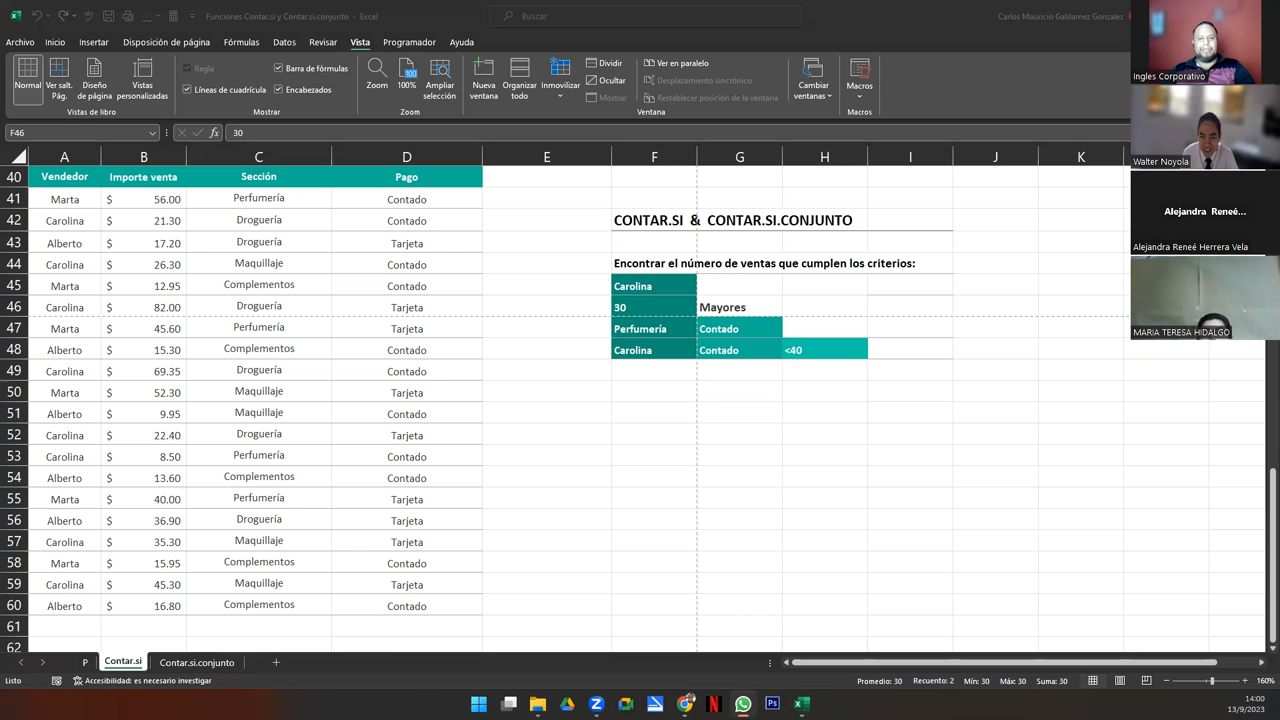 Funciones Contar.si y Contar.si.conjunto - Excel
Buscar
Carlos Mauricio Galdamez Gonzalez
Archivo Inicio Insertar Disposición de página Fórmulas Datos Revisar Vista Programador Ayuda
Normal
Ver salt. Pág.
Diseño de página
Vistas personalizadas
Vistas de libro
Regla
Barra de fórmulas
Líneas de cuadrícula
Encabezados
Mostrar
Zoom
100%
Ampliar selección
Zoom
Nueva ventana
Organizar todo
Inmovilizar
Dividir
Ocultar
Mostrar
Ver en paralelo
Desplazamiento sincrónico
Restablecer posición de la ventana
Ventana
Cambiar ventanas
Macros
Macros
Ingles Corporativo
Walter Noyola
Alejandra Reneé...
Alejandra Reneé Herrera Vela
MARIA TERESA HIDALGO
F46 fx 30
A B C D E F G H I J K
40 Vendedor Importe venta Sección Pago
41 Marta $ 56.00 Perfumería Contado
42 Carolina $ 21.30 Droguería Contado CONTAR.SI & CONTAR.SI.CONJUNTO
43 Alberto $ 17.20 Droguería Tarjeta
44 Carolina $ 26.30 Maquillaje Contado Encontrar el número de ventas que cumplen los criterios:
45 Marta $ 12.95 Complementos Contado Carolina
46 Carolina $ 82.00 Droguería Tarjeta 30 Mayores
47 Marta $ 45.60 Perfumería Tarjeta Perfumería Contado
48 Alberto $ 15.30 Complementos Contado Carolina Contado <40
49 Carolina $ 69.35 Droguería Contado
50 Marta $ 52.30 Maquillaje Tarjeta
51 Alberto $ 9.95 Maquillaje Contado
52 Carolina $ 22.40 Droguería Tarjeta
53 Carolina $ 8.50 Perfumería Contado
54 Alberto $ 13.60 Complementos Contado
55 Marta $ 40.00 Perfumería Tarjeta
56 Alberto $ 36.90 Droguería Tarjeta
57 Carolina $ 35.30 Maquillaje Tarjeta
58 Marta $ 15.95 Complementos Contado
59 Carolina $ 45.30 Maquillaje Tarjeta
60 Alberto $ 16.80 Complementos Contado
61
62
P Contar.si Contar.si.conjunto
Listo Accesibilidad: es necesario investigar Promedio: 30 Recuento: 2 Mín: 30 Máx: 30 Suma: 30 160%
14:00
13/9/2023